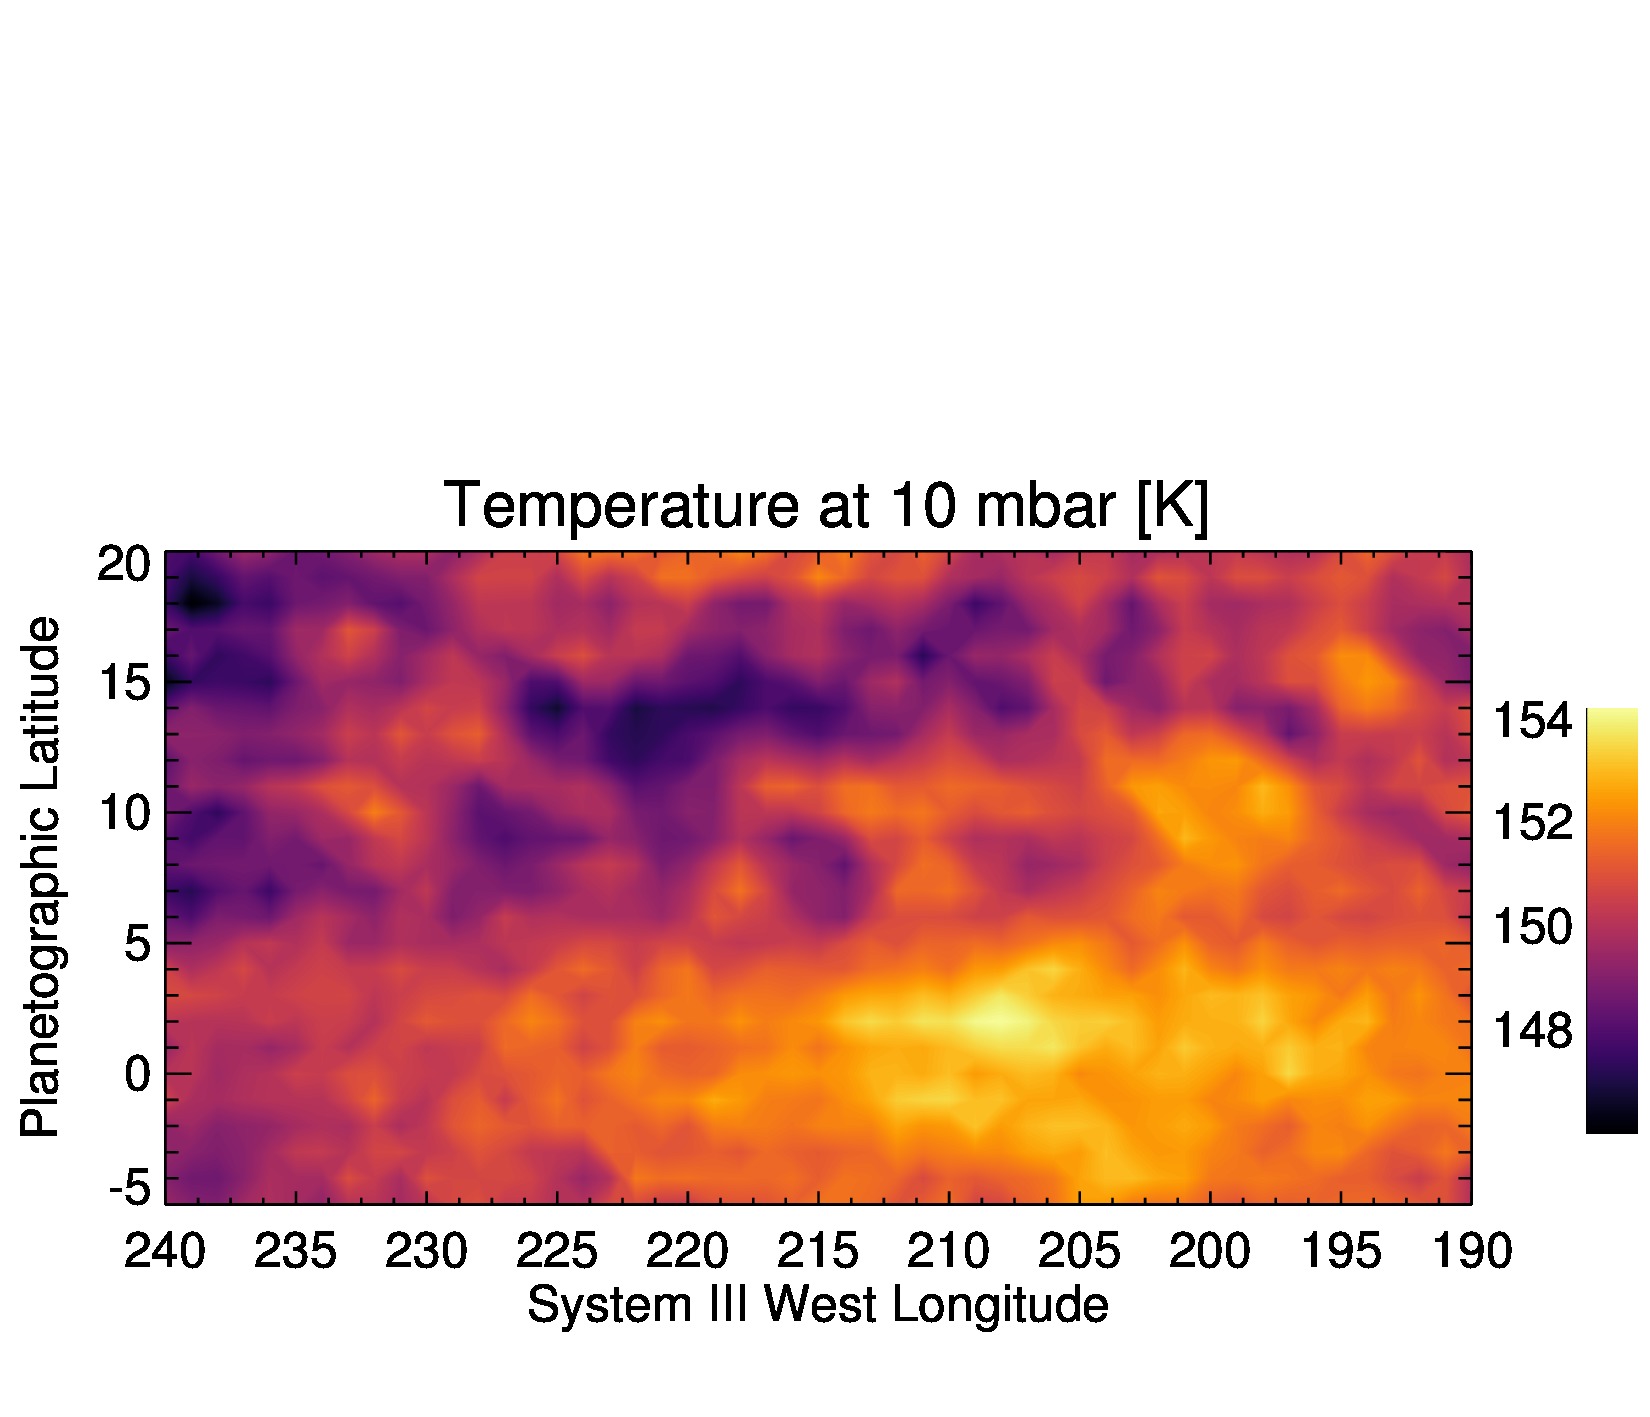 Temperature at 10 mbar [K]
Planetographic Latitude
20
15
10
5
0
-5
240 235 230 225 220 215 210 205 200 195 190
System III West Longitude
154
152
150
148